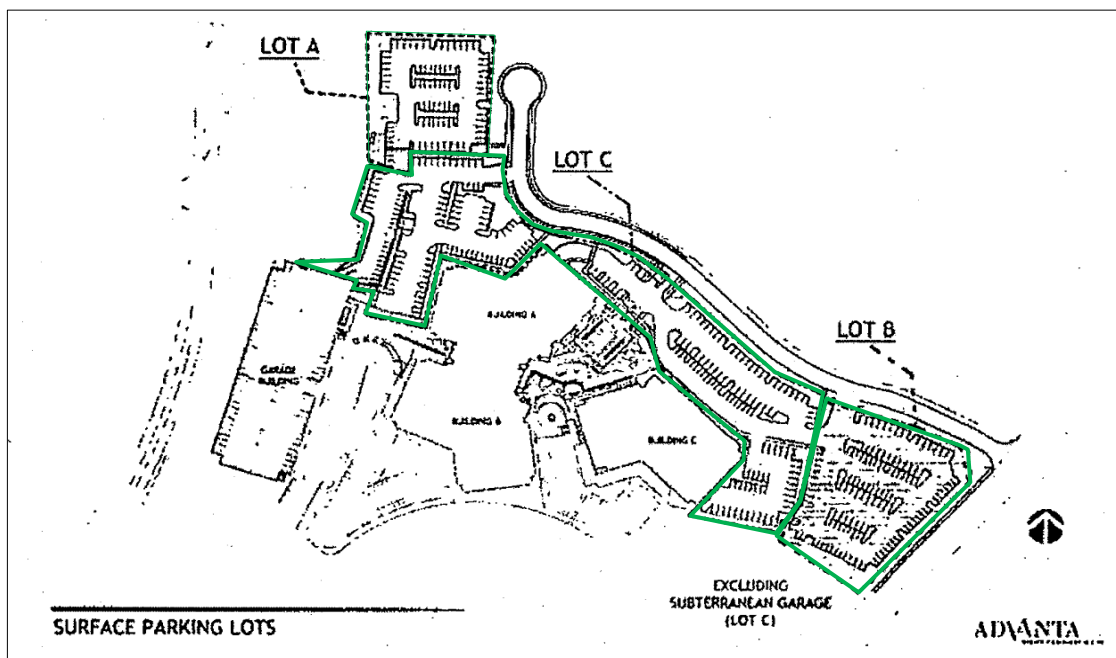 LOT A
LOT C
LOT B
BUILDING A
GARAGE
BUILDING
BUILDING B
BUILDING C
EXCLUDING
SUBTERRANEAN GARAGE
(LOT C)
SURFACE PARKING LOTS
ADVANTA